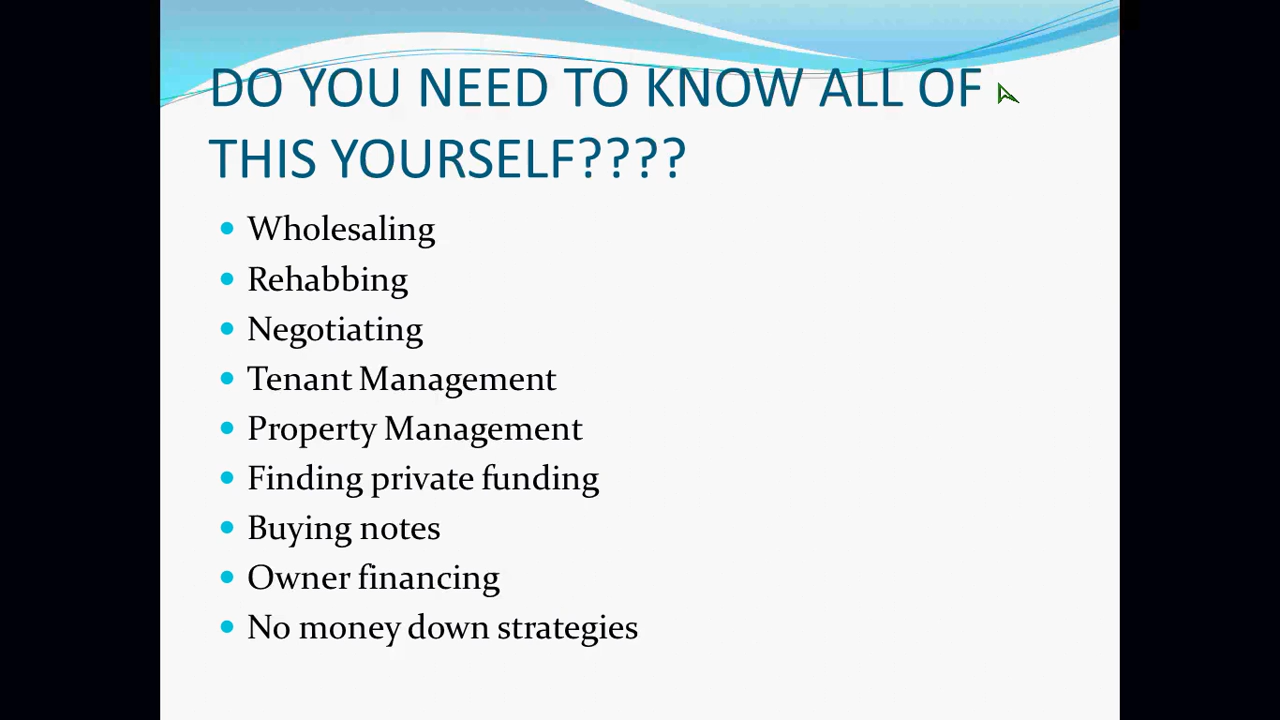 DO YOU NEED TO KNOW ALL OF
THIS YOURSELF????
Wholesaling
Rehabbing
Negotiating
Tenant Management
Property Management
Finding private funding
Buying notes
Owner financing
No money down strategies